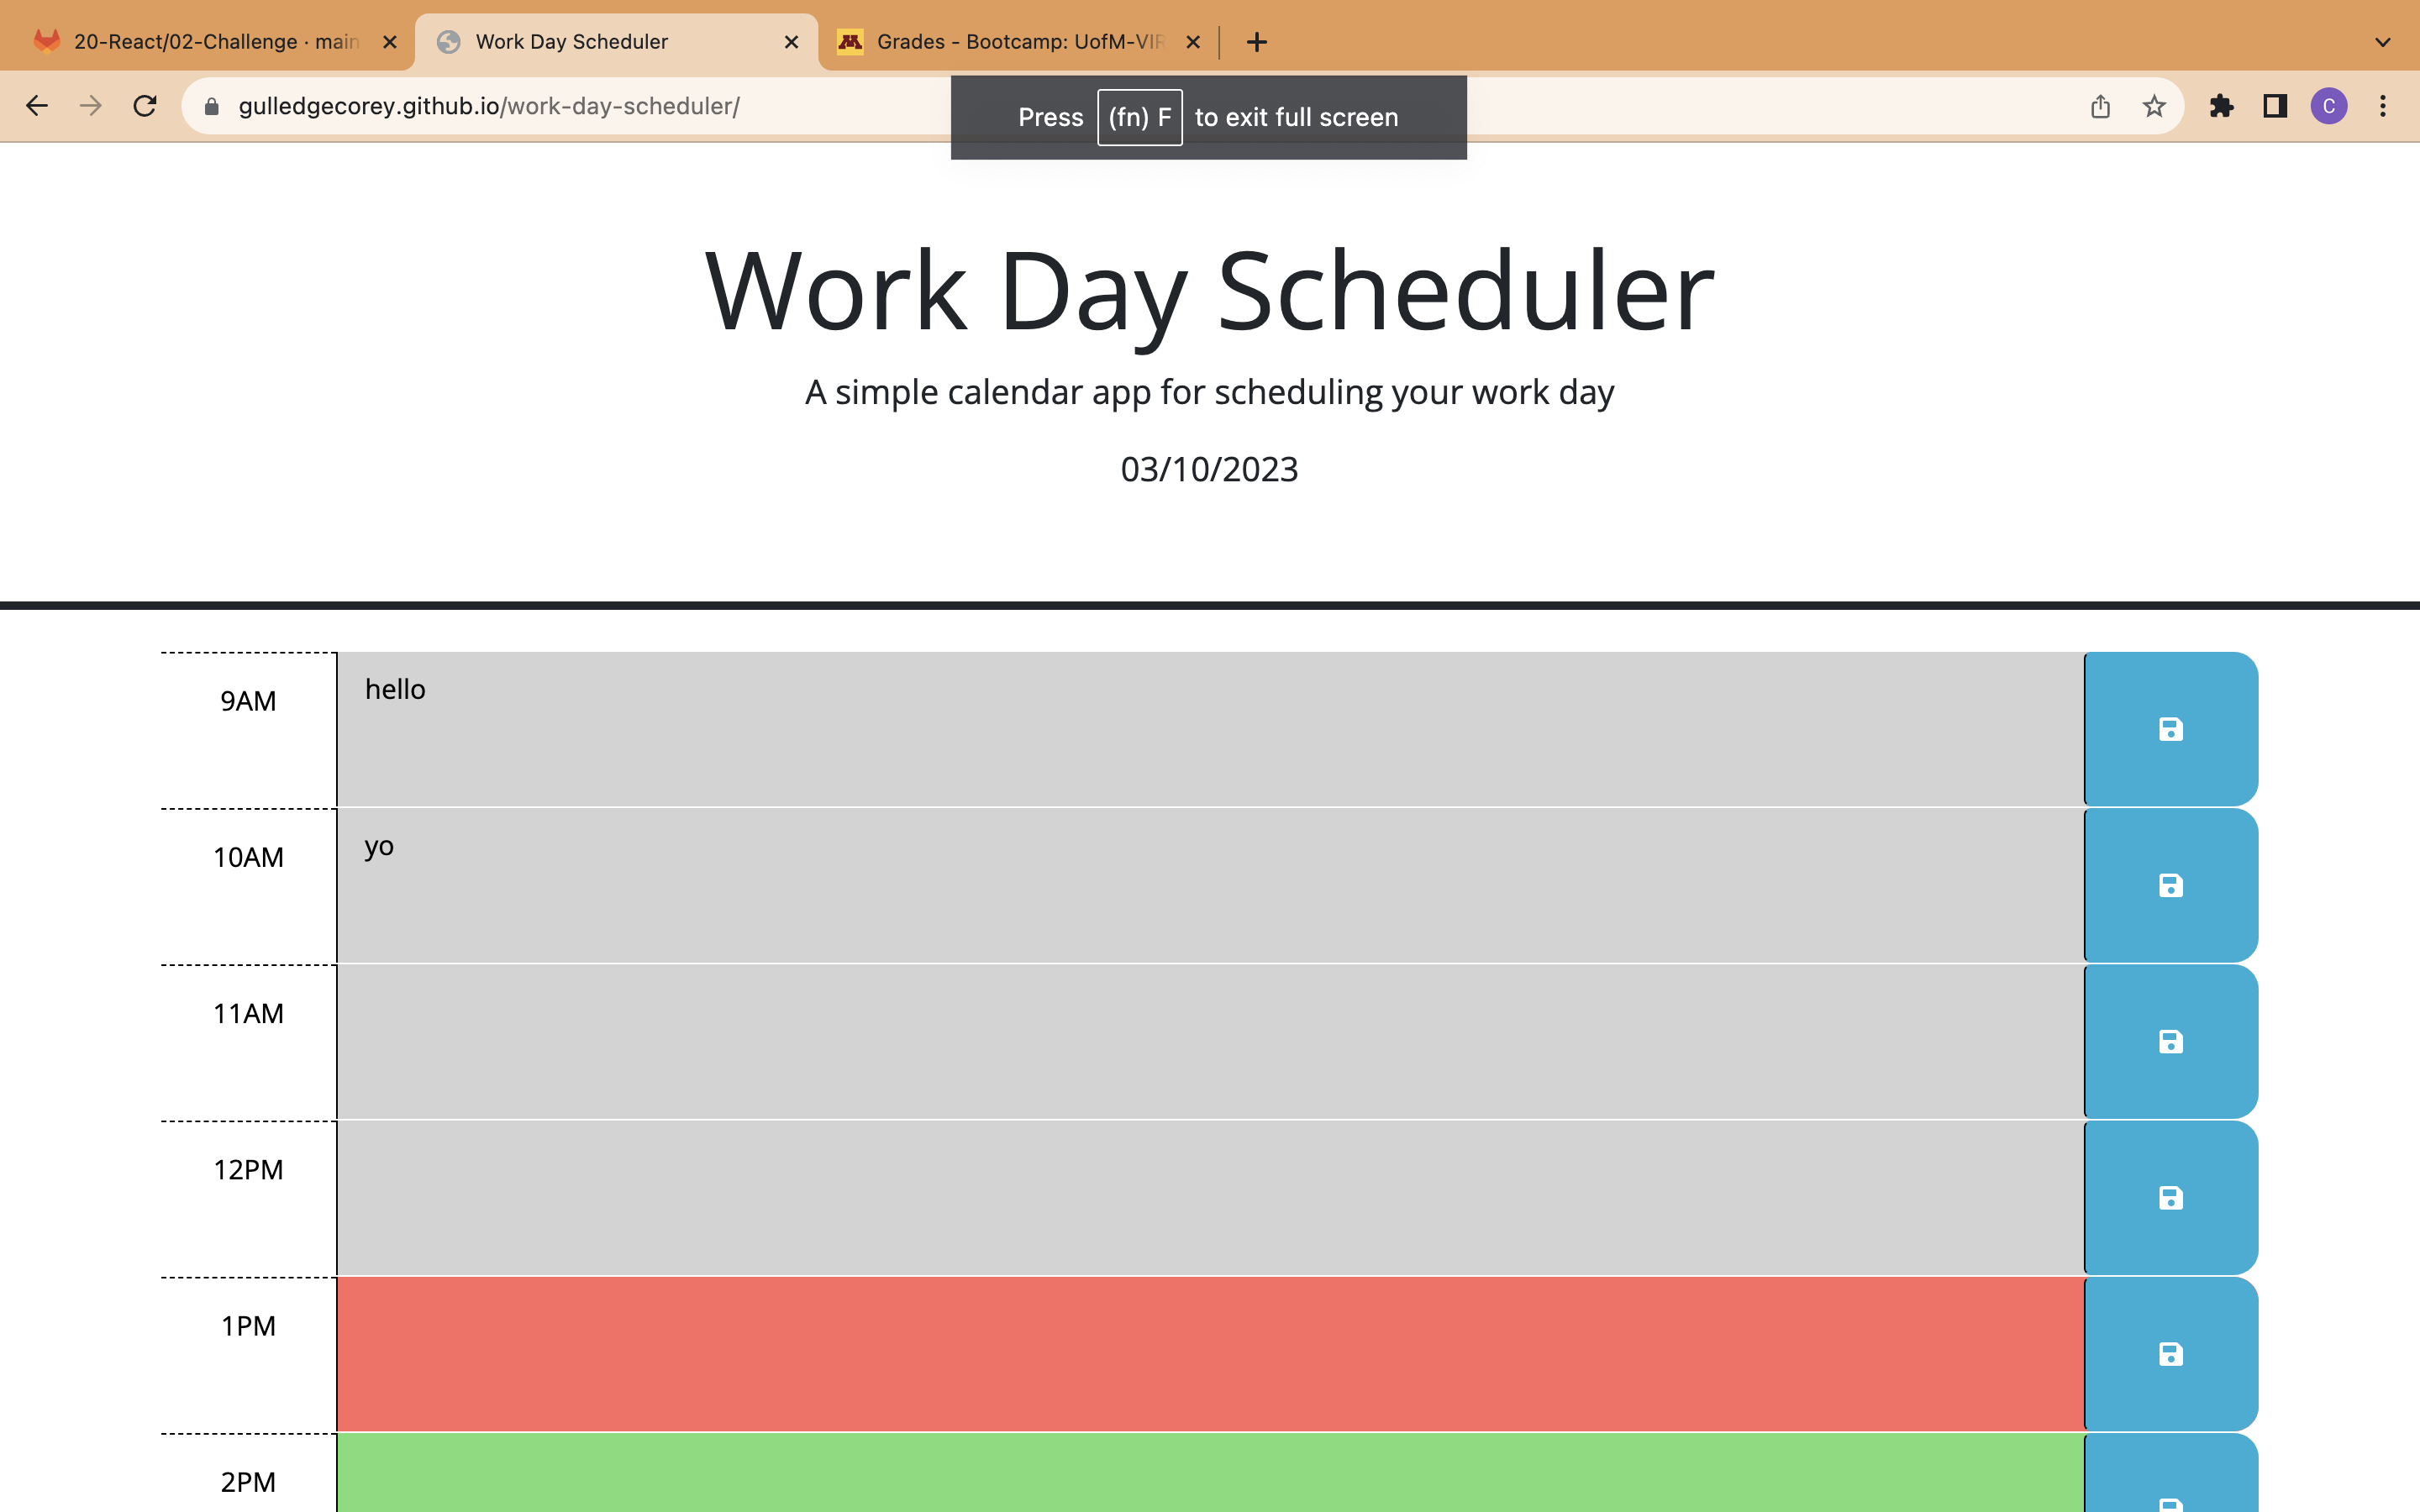 20-React/02-Challenge · main
Work Day Scheduler
Grades - Bootcamp: UofM-VIR
gulledgecorey.github.io/work-day-scheduler/
Press (fn) F to exit full screen
C
Work Day Scheduler
A simple calendar app for scheduling your work day
03/10/2023
9AM
hello
10AM
yo
11AM
12PM
1PM
2PM